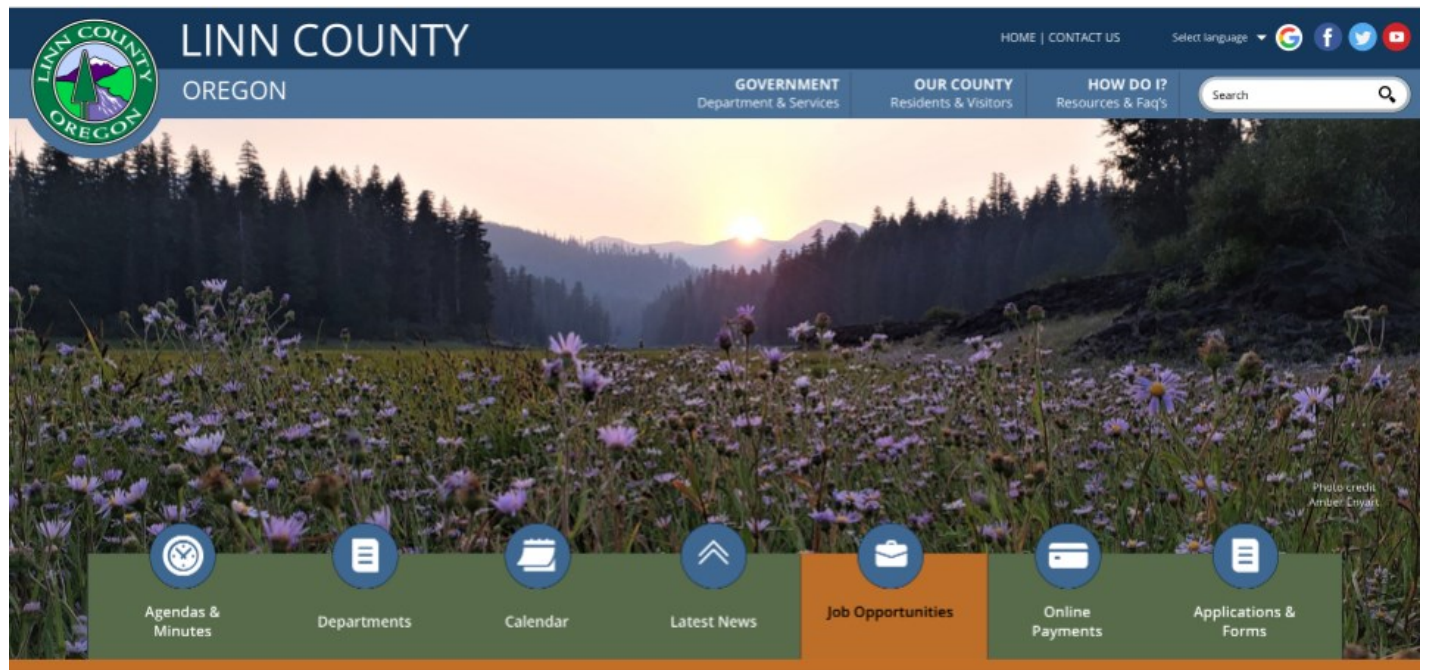 LINN COUNTY
OREGON
LINN COUNTY
HOME | CONTACT US
Select language
OREGON
GOVERNMENT
Department & Services
OUR COUNTY
Residents & Visitors
HOW DO I?
Resources & Faq's
Search
Photo credit
Amber Enyart
Agendas &
Minutes
Departments
Calendar
Latest News
Job Opportunities
Online
Payments
Applications &
Forms